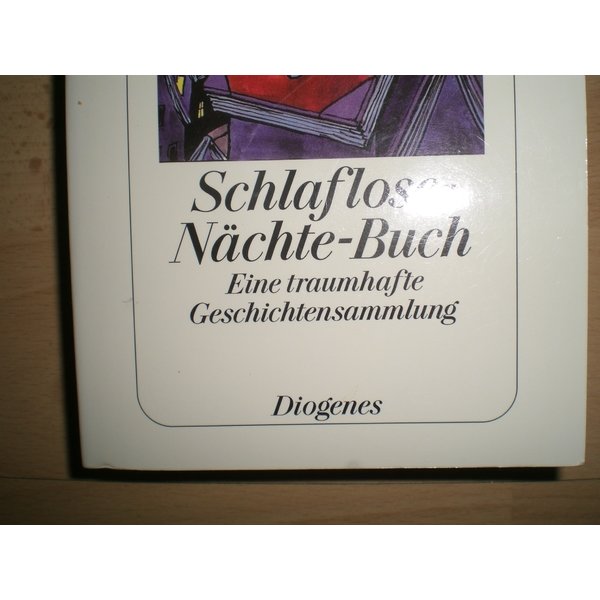 Schlaflose
Nächte-Buch
Eine traumhafte
Geschichtensammlung
Diogenes